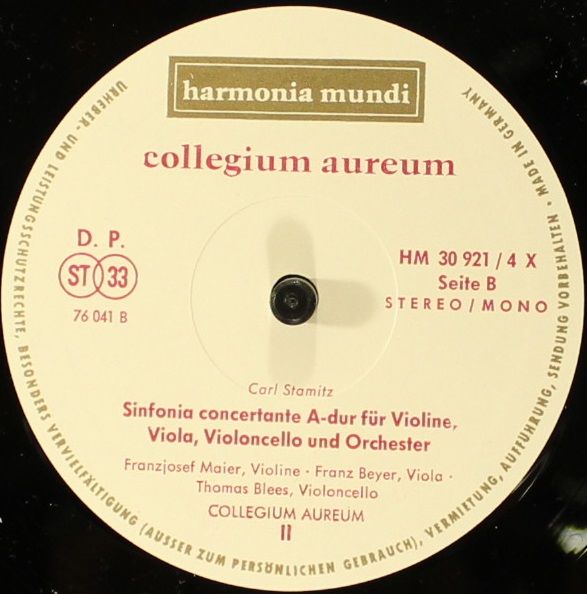 harmonia mundi
collegium aureum
D. P.
ST 33
76 041 B
HM 30 921 / 4 X
Seite B
STEREO / MONO
Carl Stamitz
Sinfonia concertante A-dur für Violine,
Viola, Violoncello und Orchester
Franzjosef Maier, Violine · Franz Beyer, Viola ·
Thomas Blees, Violoncello
COLLEGIUM AUREUM
II
URHEBER- UND LEISTUNGSSCHUTZRECHTE, BESONDERS VERVIELFÄLTIGUNG (AUSSER ZUM PERSÖNLICHEN GEBRAUCH), VERMIETUNG, AUFFÜHRUNG, SENDUNG VORBEHALTEN · MADE IN GERMANY